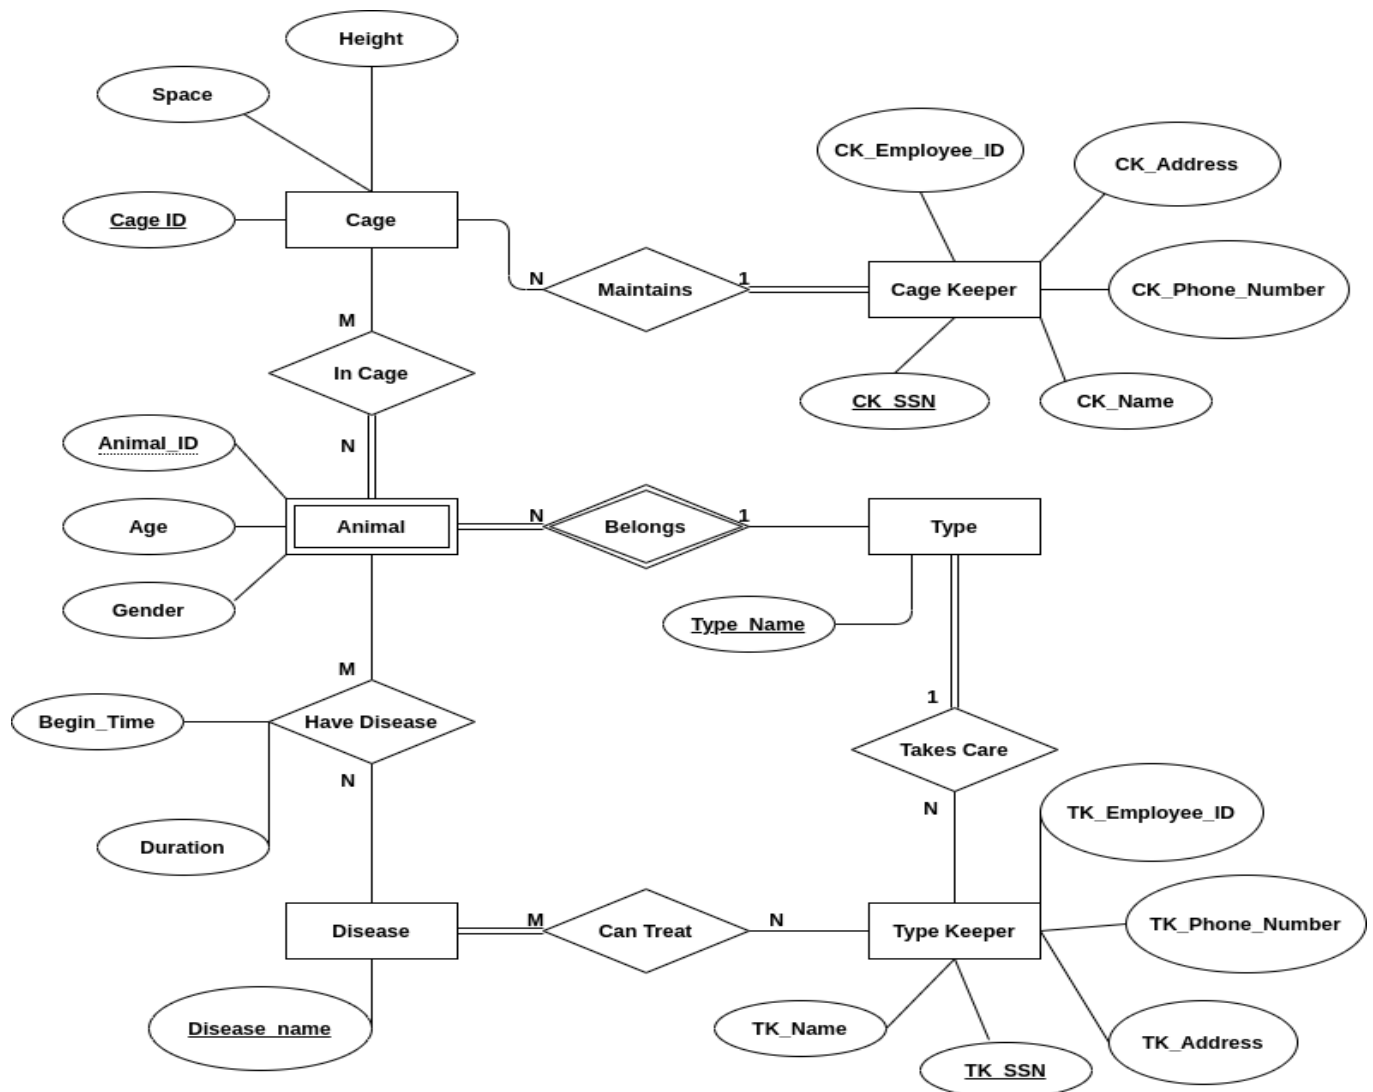 Height
Space
CK_Employee_ID
CK_Address
Cage ID
Cage
N
Maintains
1
Cage Keeper
CK_Phone_Number
M
In Cage
CK_SSN
CK_Name
Animal_ID
N
Age
Animal
N
Belongs
1
Type
Gender
Type_Name
M
1
Begin_Time
Have Disease
Takes Care
N
N
TK_Employee_ID
Duration
Disease
M
Can Treat
N
Type Keeper
TK_Phone_Number
Disease_name
TK_Name
TK_Address
TK_SSN